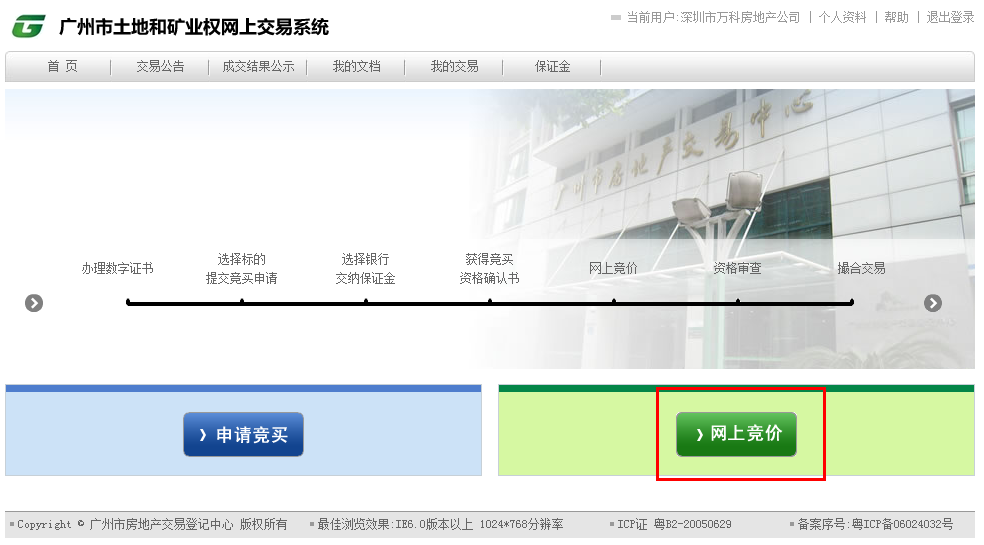 广州市土地和矿业权网上交易系统
当前用户:深圳市万科房地产公司 | 个人资料 | 帮助 | 退出登录
首 页 | 交易公告 | 成交结果公示 | 我的文档 | 我的交易 | 保证金 |
广州市房地产交易中心
办理数字证书
选择标的
提交竞买申请
选择银行
交纳保证金
获得竞买
资格确认书
网上竞价
资格审查
撮合交易
》申请竞买
》网上竞价
Copyright © 广州市房地产交易登记中心 版权所有
最佳浏览效果:IE6.0版本以上 1024*768分辨率
ICP证 粤B2-20050629
备案序号:粤ICP备06024032号